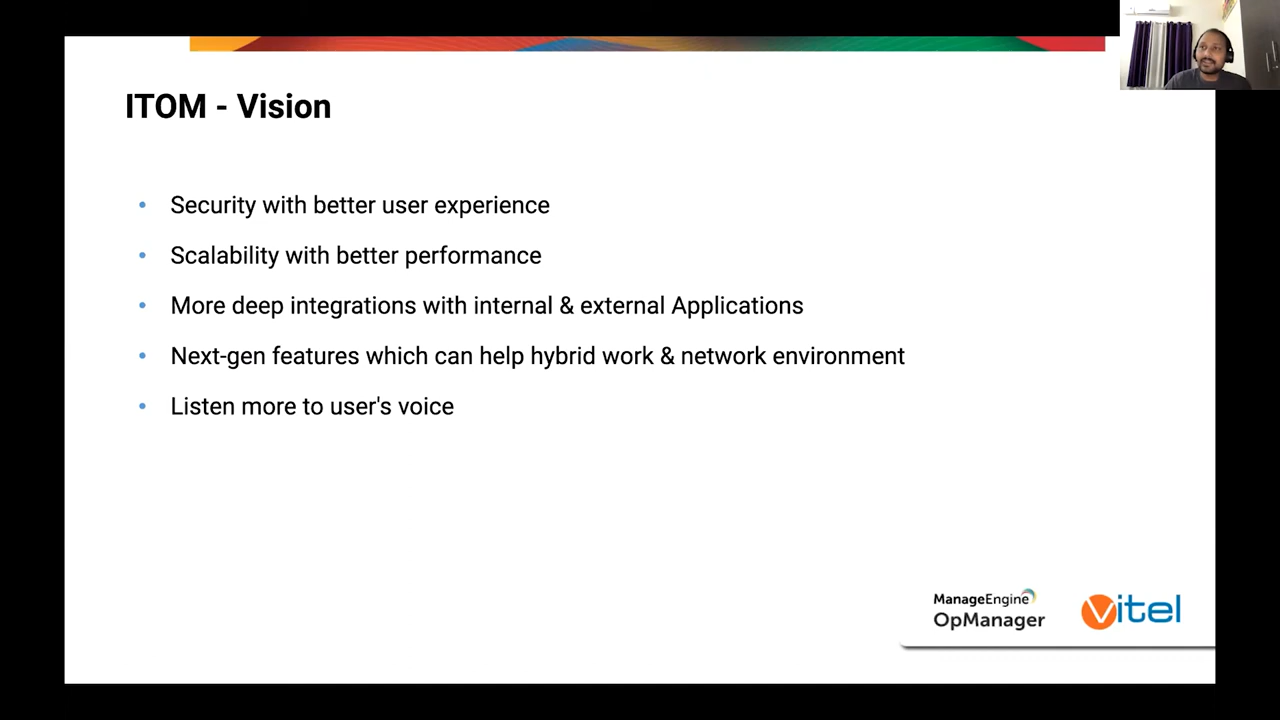 ITOM - Vision
Security with better user experience
Scalability with better performance
More deep integrations with internal & external Applications
Next-gen features which can help hybrid work & network environment
Listen more to user's voice
ManageEngine
OpManager
vitel